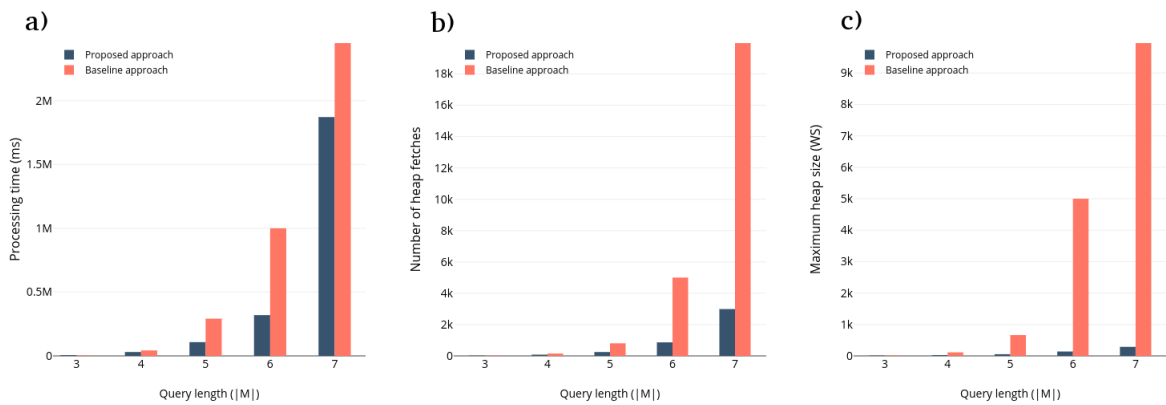 a)
Proposed approach
Baseline approach
2M
1.5M
1M
0.5M
0
3 4 5 6 7
Processing time (ms)
Query length (|M|)
b)
Proposed approach
Baseline approach
18k
16k
14k
12k
10k
8k
6k
4k
2k
0
3 4 5 6 7
Number of heap fetches
Query length (|M|)
c)
Proposed approach
Baseline approach
9k
9k
8k
7k
6k
5k
4k
3k
2k
1k
0
3 4 5 6 7
Maximum heap size (WS)
Query length (|M|)